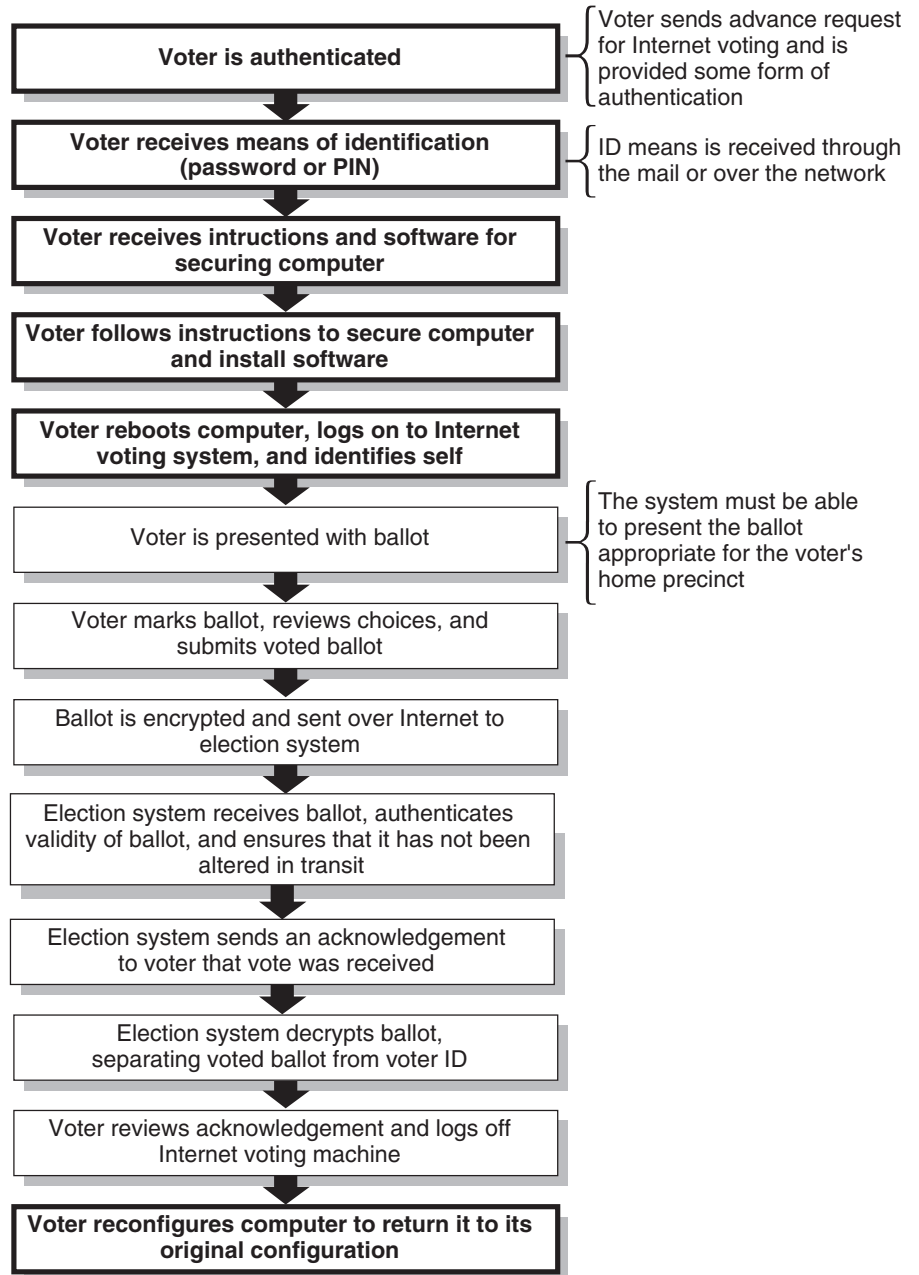 Voter is authenticated
Voter sends advance request
for Internet voting and is
provided some form of
authentication
Voter receives means of identification
(password or PIN)
ID means is received through
the mail or over the network
Voter receives intructions and software for
securing computer
Voter follows instructions to secure computer
and install software
Voter reboots computer, logs on to Internet
voting system, and identifies self
Voter is presented with ballot
The system must be able
to present the ballot
appropriate for the voter's
home precinct
Voter marks ballot, reviews choices, and
submits voted ballot
Ballot is encrypted and sent over Internet to
election system
Election system receives ballot, authenticates
validity of ballot, and ensures that it has not been
altered in transit
Election system sends an acknowledgement
to voter that vote was received
Election system decrypts ballot,
separating voted ballot from voter ID
Voter reviews acknowledgement and logs off
Internet voting machine
Voter reconfigures computer to return it to its
original configuration